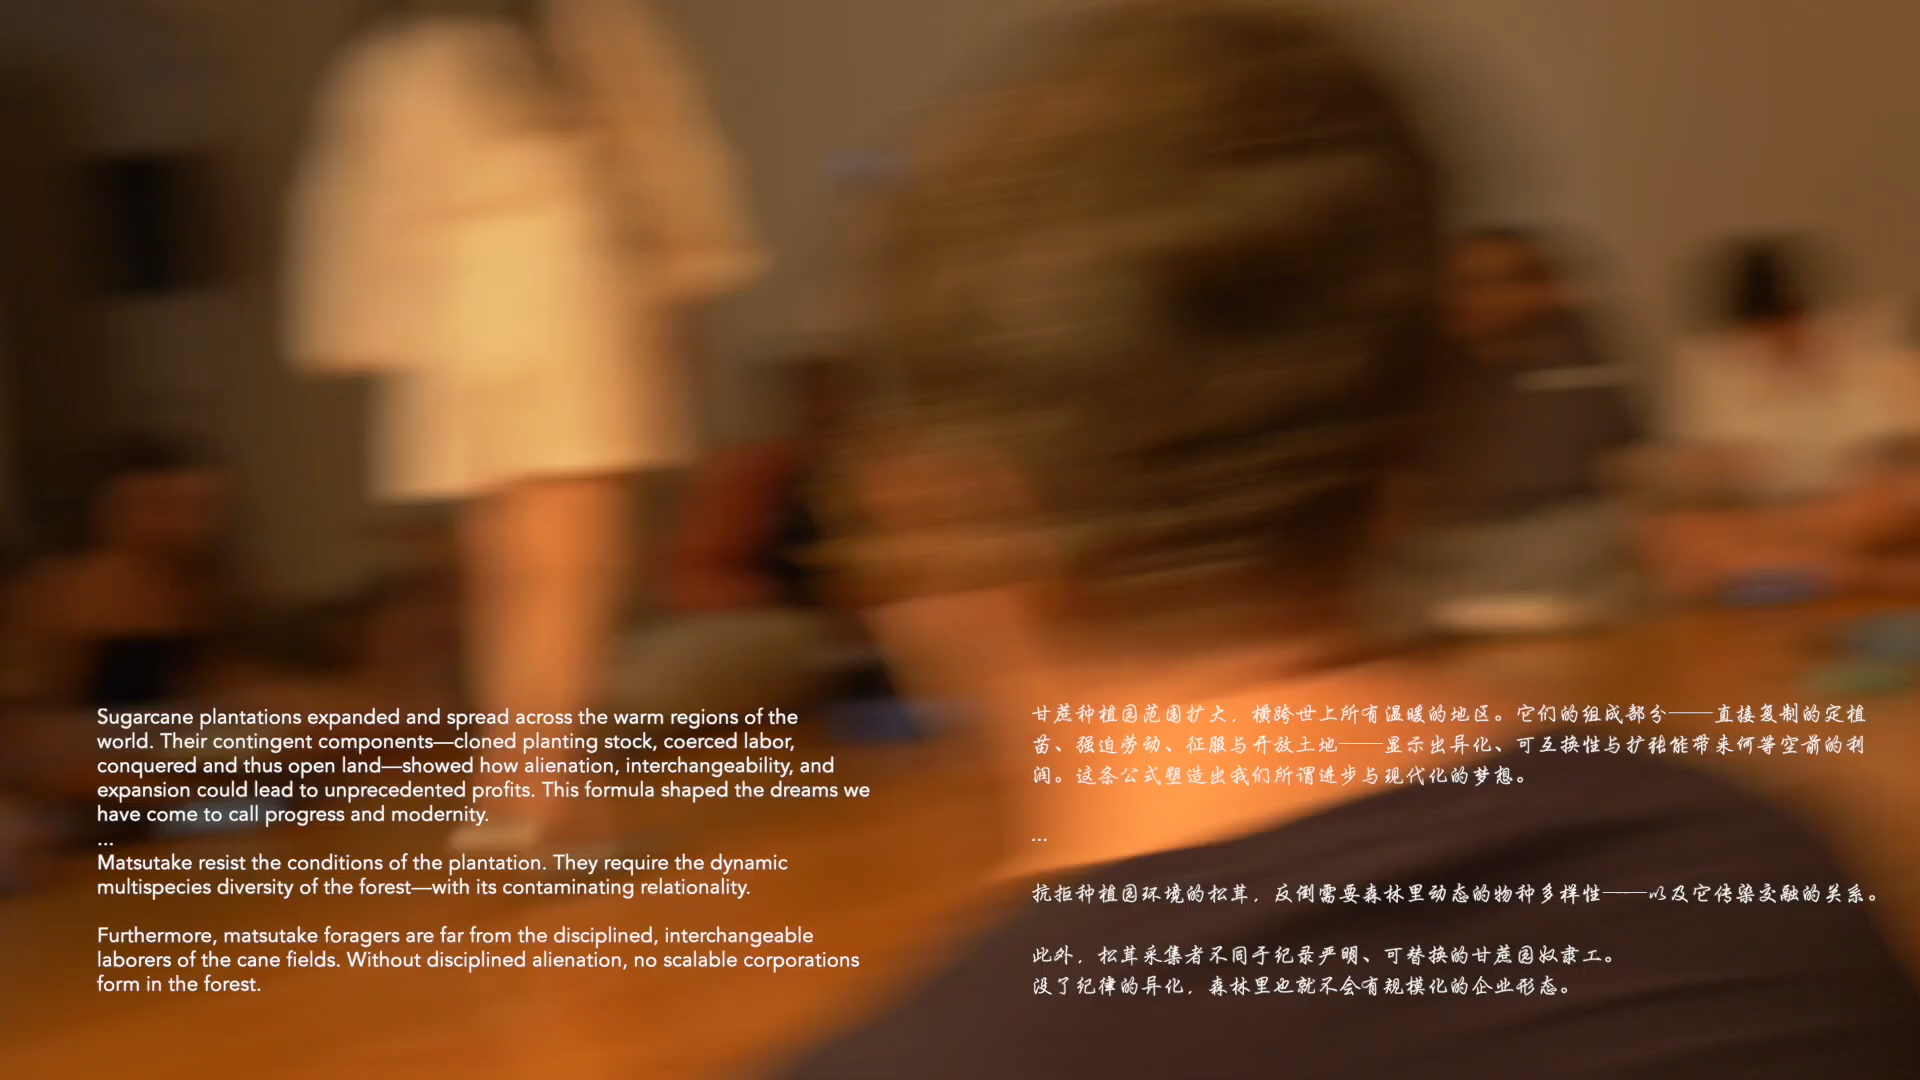 Sugarcane plantations expanded and spread across the warm regions of the
world. Their contingent components—cloned planting stock, coerced labor,
conquered and thus open land—showed how alienation, interchangeability, and
expansion could lead to unprecedented profits. This formula shaped the dreams we
have come to call progress and modernity.
...
Matsutake resist the conditions of the plantation. They require the dynamic
multispecies diversity of the forest—with its contaminating relationality.
Furthermore, matsutake foragers are far from the disciplined, interchangeable
laborers of the cane fields. Without disciplined alienation, no scalable corporations
form in the forest.
甘蔗种植园范围扩大，横跨世上所有温暖的地区。它们的组成部分——直接复制的定植
苗、强迫劳动、征服与开放土地——显示出异化、可互换性与扩张能带来何等空前的利
润。这条公式塑造出我们所谓进步与现代化的梦想。
...
抗拒种植园环境的松茸，反倒需要森林里动态的物种多样性——以及它传染交融的关系。
此外，松茸采集者不同于纪录严明、可替换的甘蔗园奴隶工。
没了纪律的异化，森林里也就不会有规模化的企业形态。